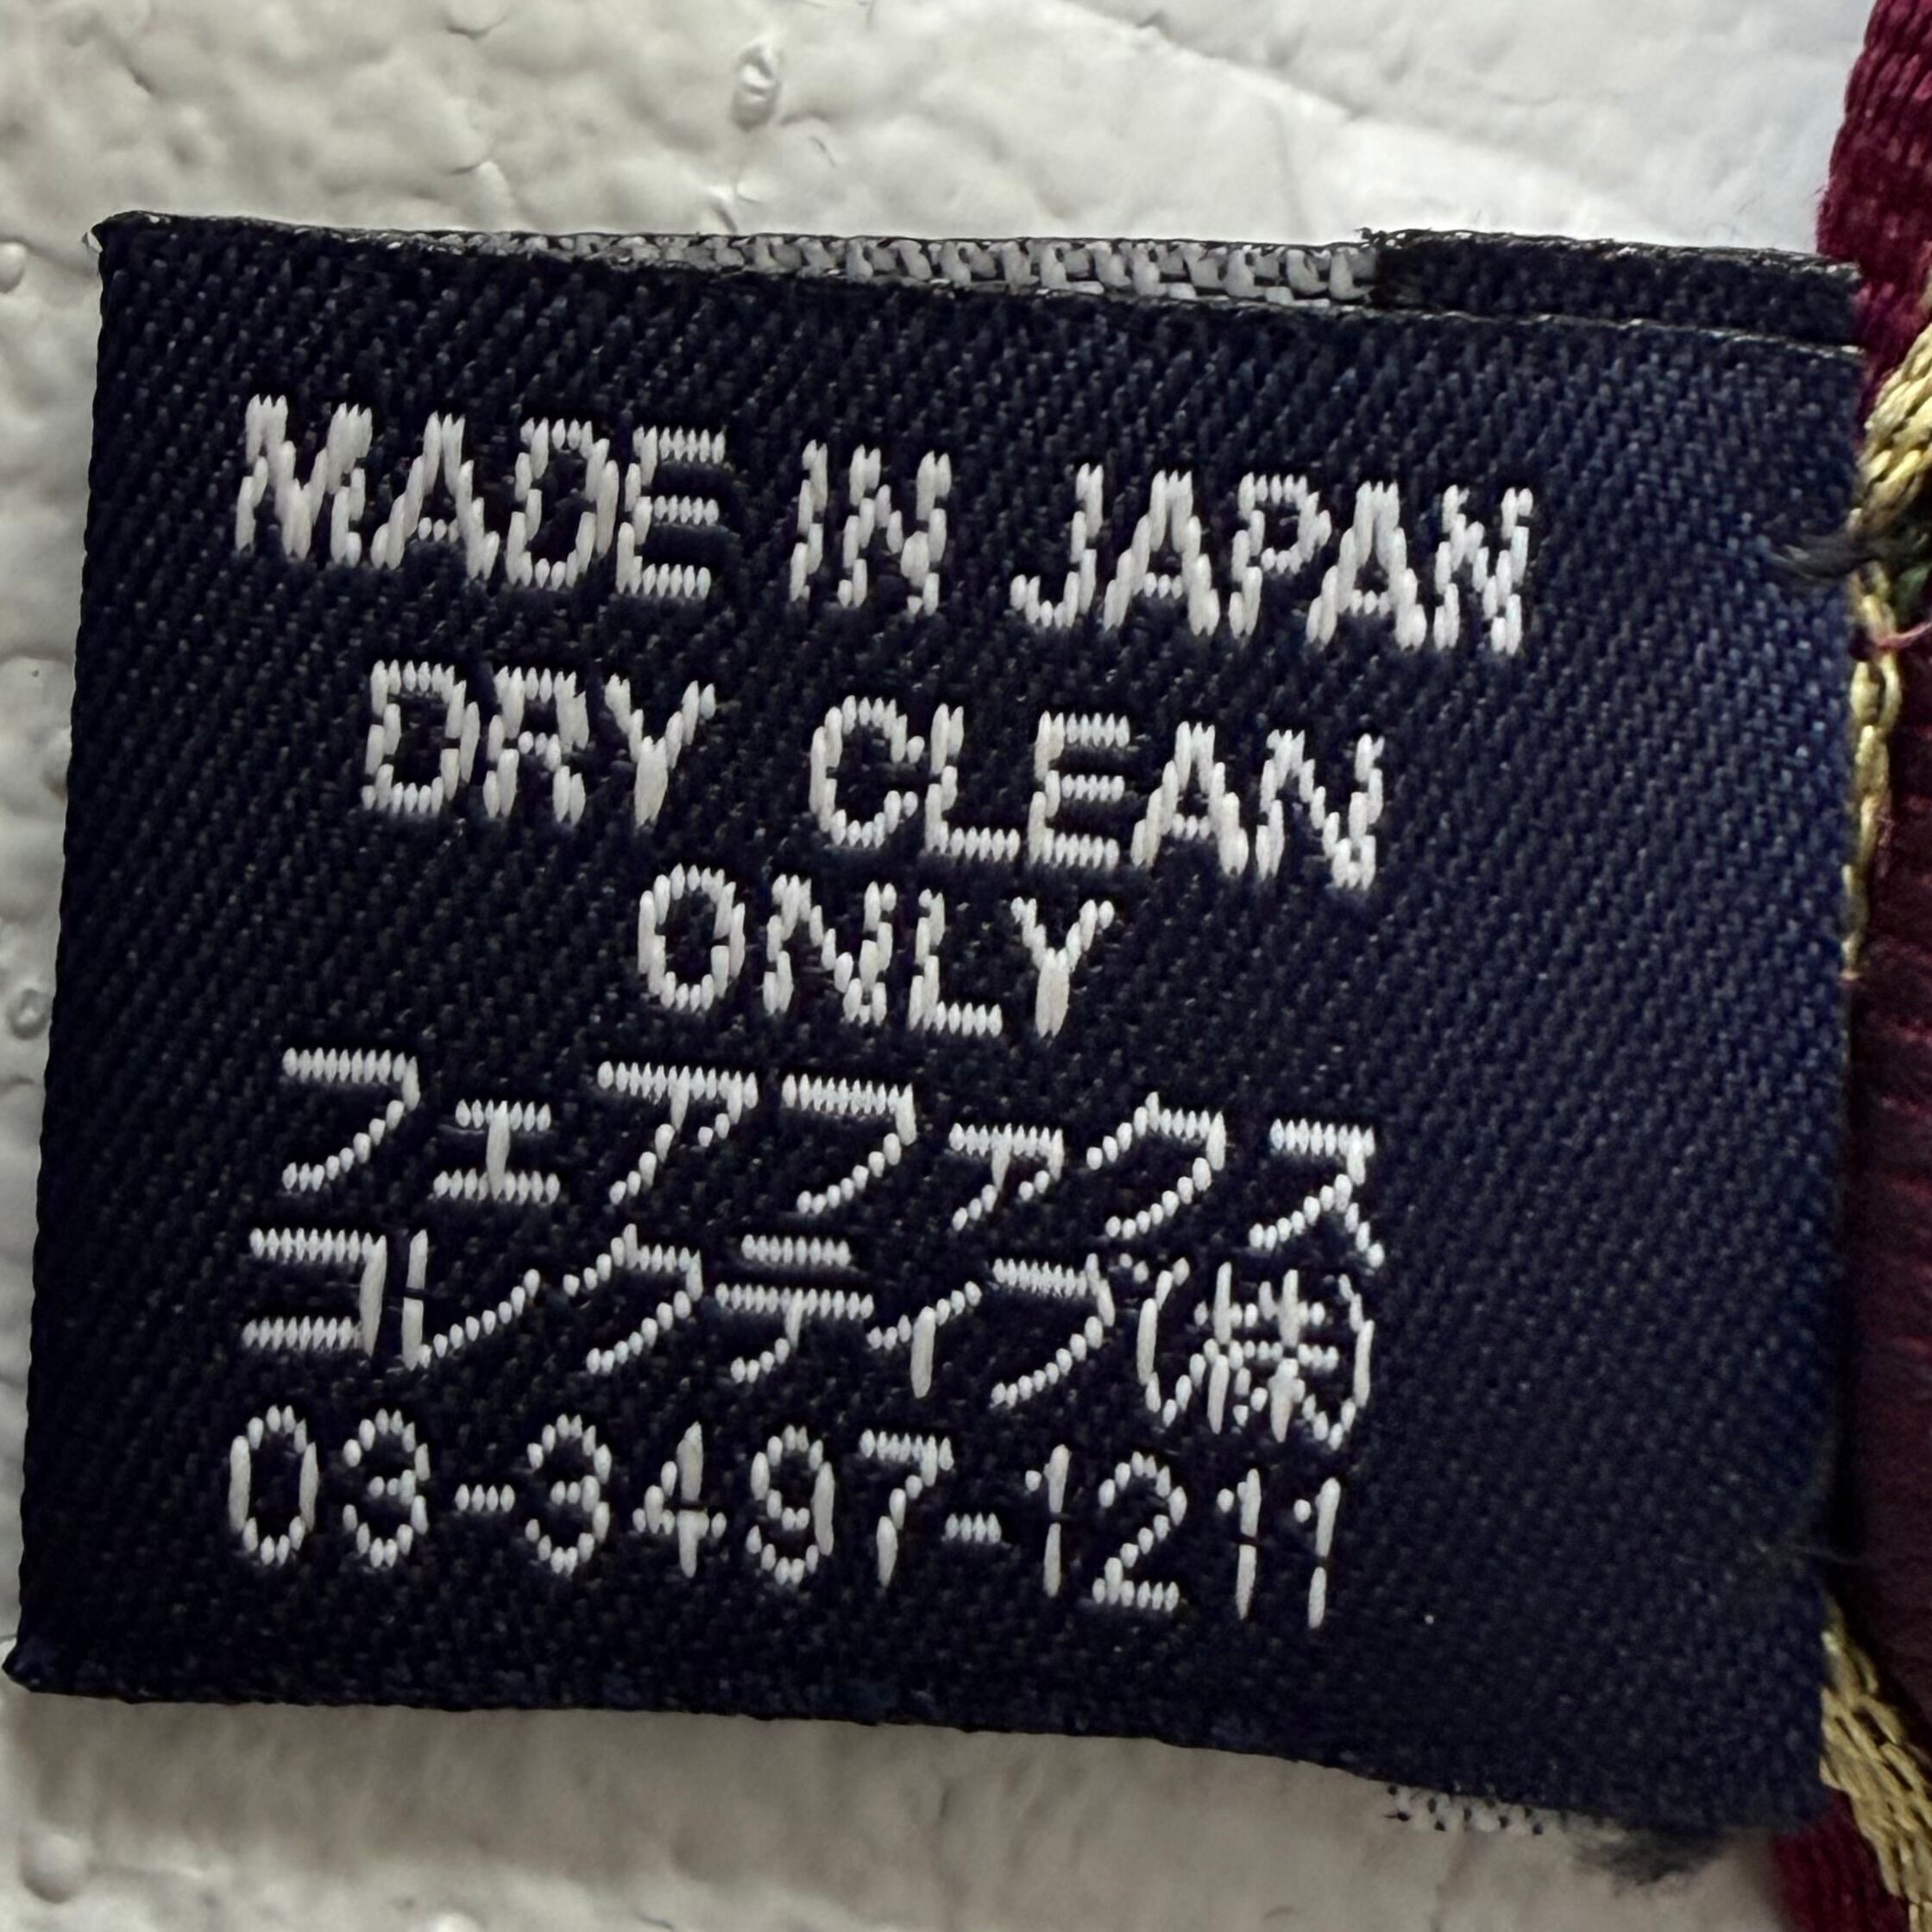 MADE IN JAPAN
DRY CLEAN
ONLY
フェアファクス
コレクティブ(株)
03-3497-1211